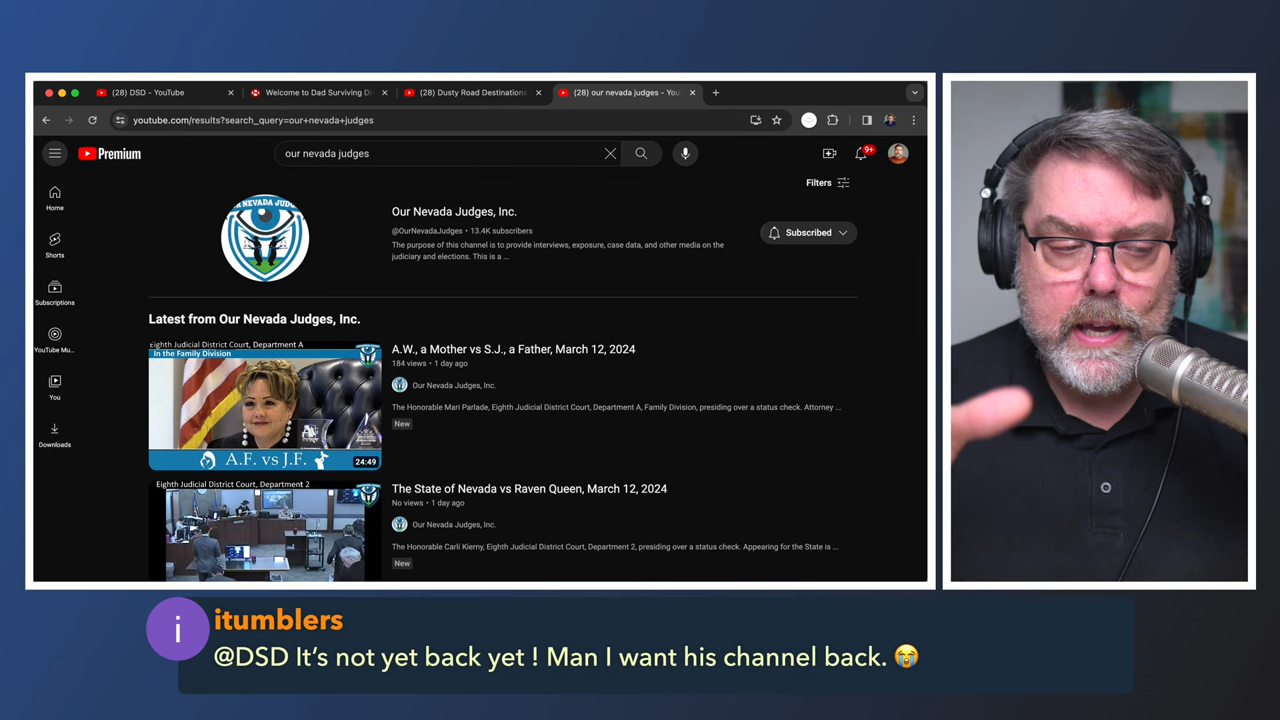 (28) DSD - YouTube
Welcome to Dad Surviving Di
(28) Dusty Road Destinations
(28) our nevada judges - You
youtube.com/results?search_query=our+nevada+judges
Premium
our nevada judges
9+
Filters
Home
Shorts
Subscriptions
YouTube Mu...
You
Downloads
OUR NEVADA JUDG
Our Nevada Judges, Inc.
@OurNevadaJudges • 13.4K subscribers
The purpose of this channel is to provide interviews, exposure, case data, and other media on the
judiciary and elections. This is a ...
Subscribed
Latest from Our Nevada Judges, Inc.
Eighth Judicial District Court, Department A
In the Family Division
A.F. vs J.F.
24:49
A.W., a Mother vs S.J., a Father, March 12, 2024
184 views • 1 day ago
Our Nevada Judges, Inc.
The Honorable Mari Parlade, Eighth Judicial District Court, Department A, Family Division, presiding over a status check. Attorney ...
New
Eighth Judicial District Court, Department 2
The State of Nevada vs Raven Queen, March 12, 2024
No views • 1 day ago
Our Nevada Judges, Inc.
The Honorable Carli Kierny, Eighth Judicial District Court, Department 2, presiding over a status check. Appearing for the State is ...
New
i
itumblers
@DSD It's not yet back yet ! Man I want his channel back. 😭